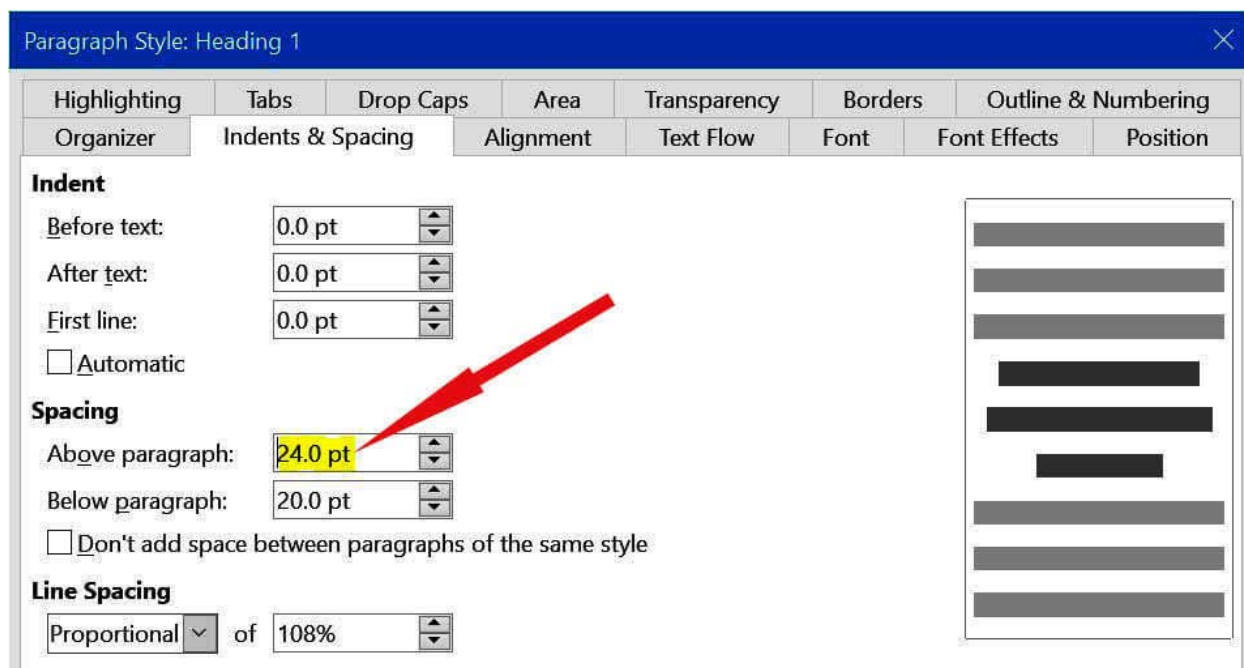 Paragraph Style: Heading 1
Highlighting Tabs Drop Caps Area Transparency Borders Outline & Numbering
Organizer Indents & Spacing Alignment Text Flow Font Font Effects Position
Indent
Before text: 0.0 pt
After text: 0.0 pt
First line: 0.0 pt
Automatic
Spacing
Above paragraph: 24.0 pt
Below paragraph: 20.0 pt
Don't add space between paragraphs of the same style
Line Spacing
Proportional of 108%